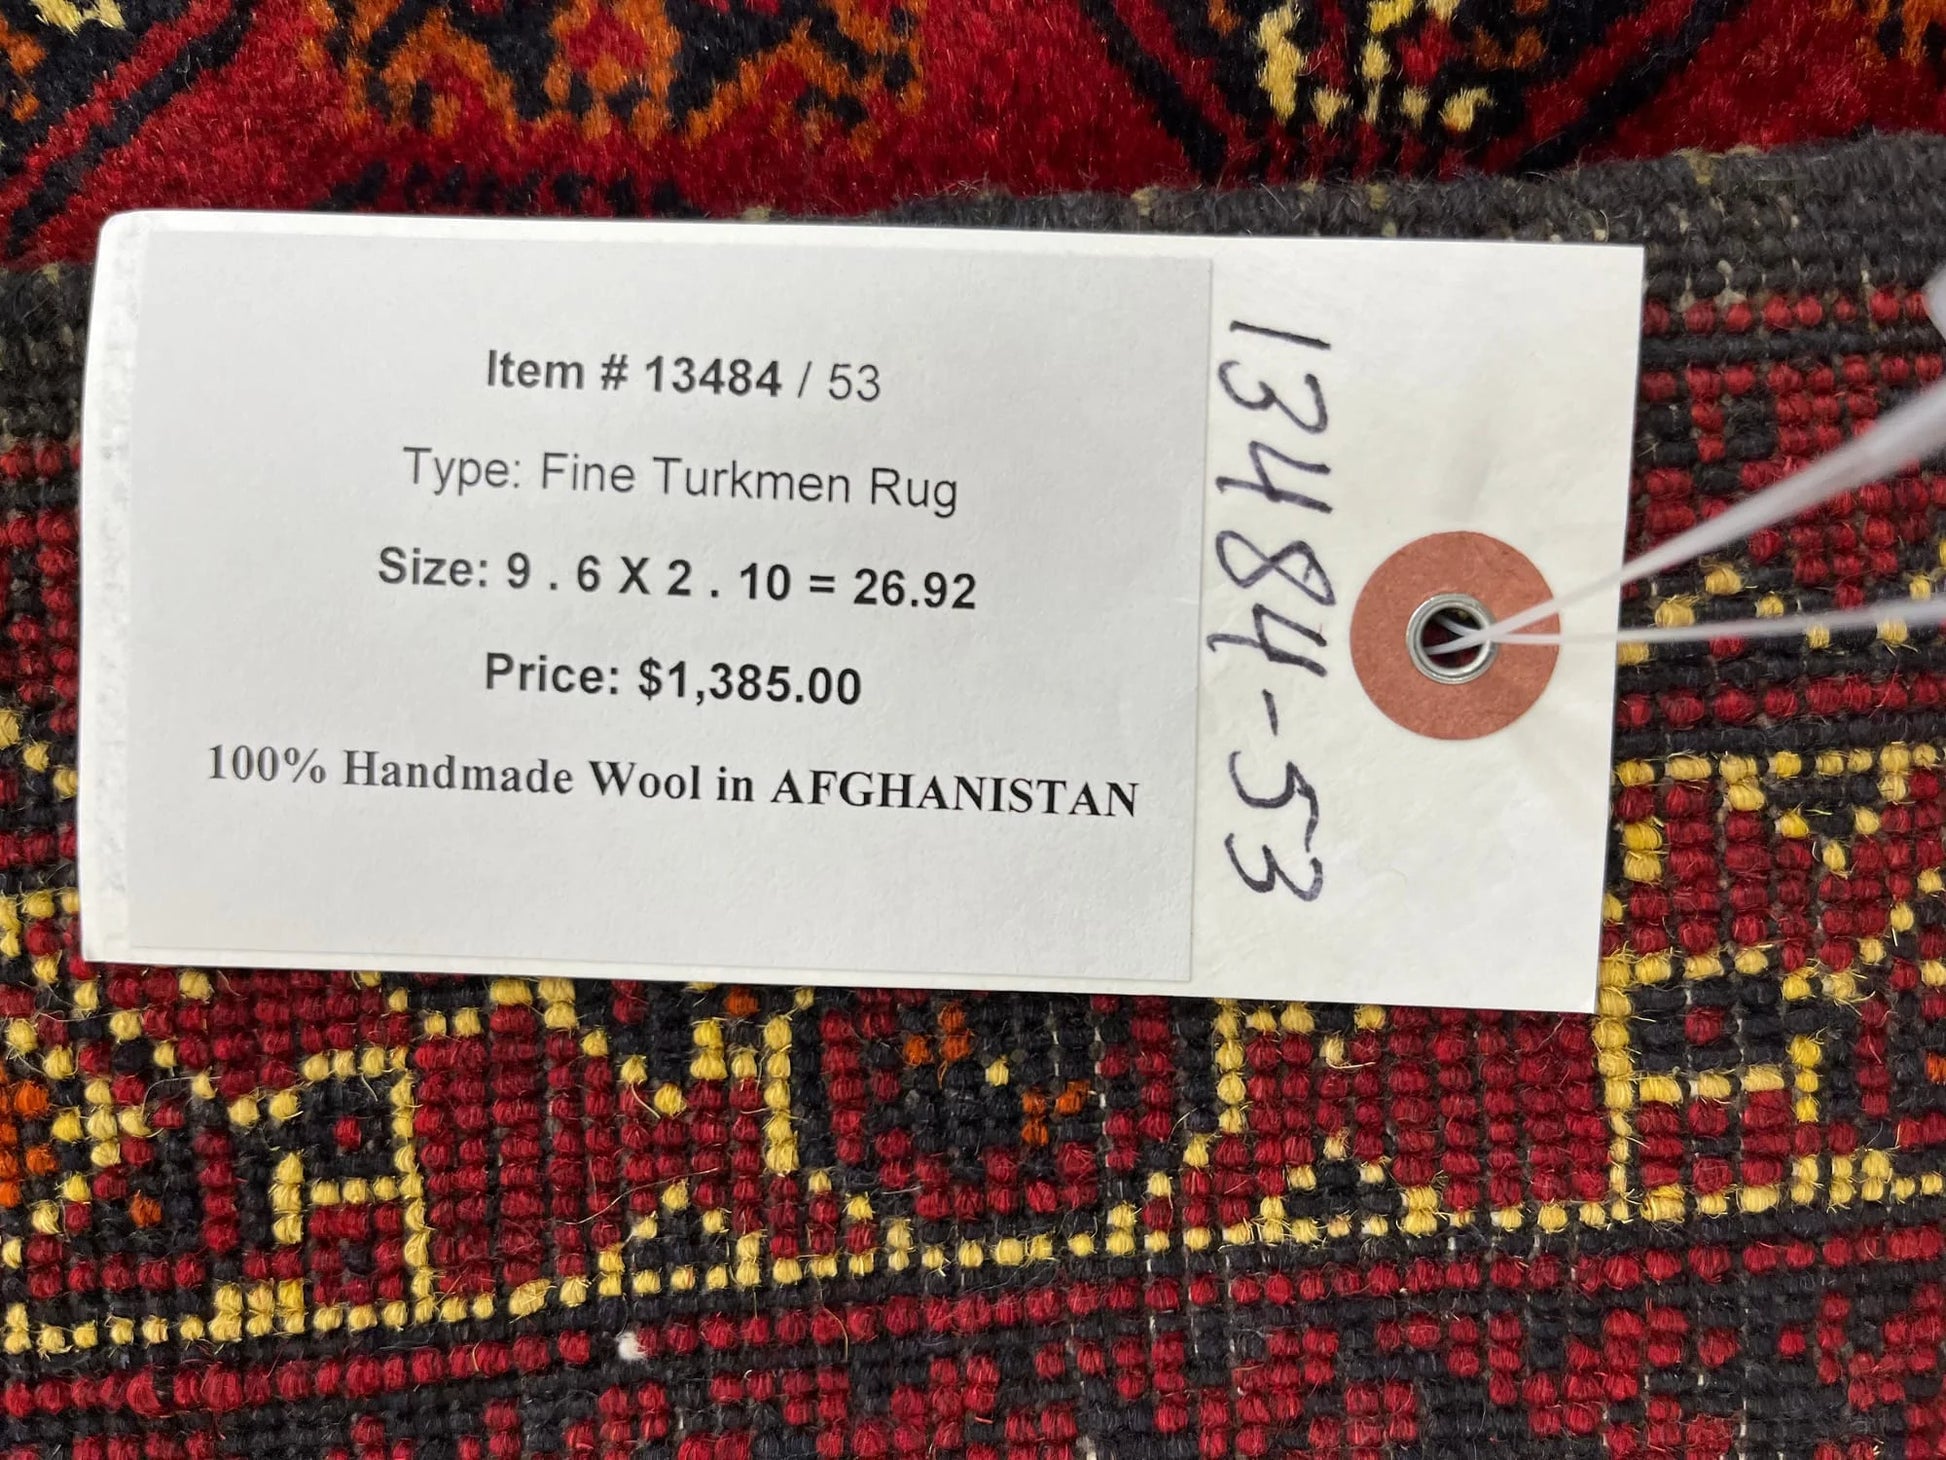 Item # 13484 / 53
Type: Fine Turkmen Rug
Size: 9 . 6 X 2 . 10 = 26.92
Price: $1,385.00
100% Handmade Wool in AFGHANISTAN
13484-53